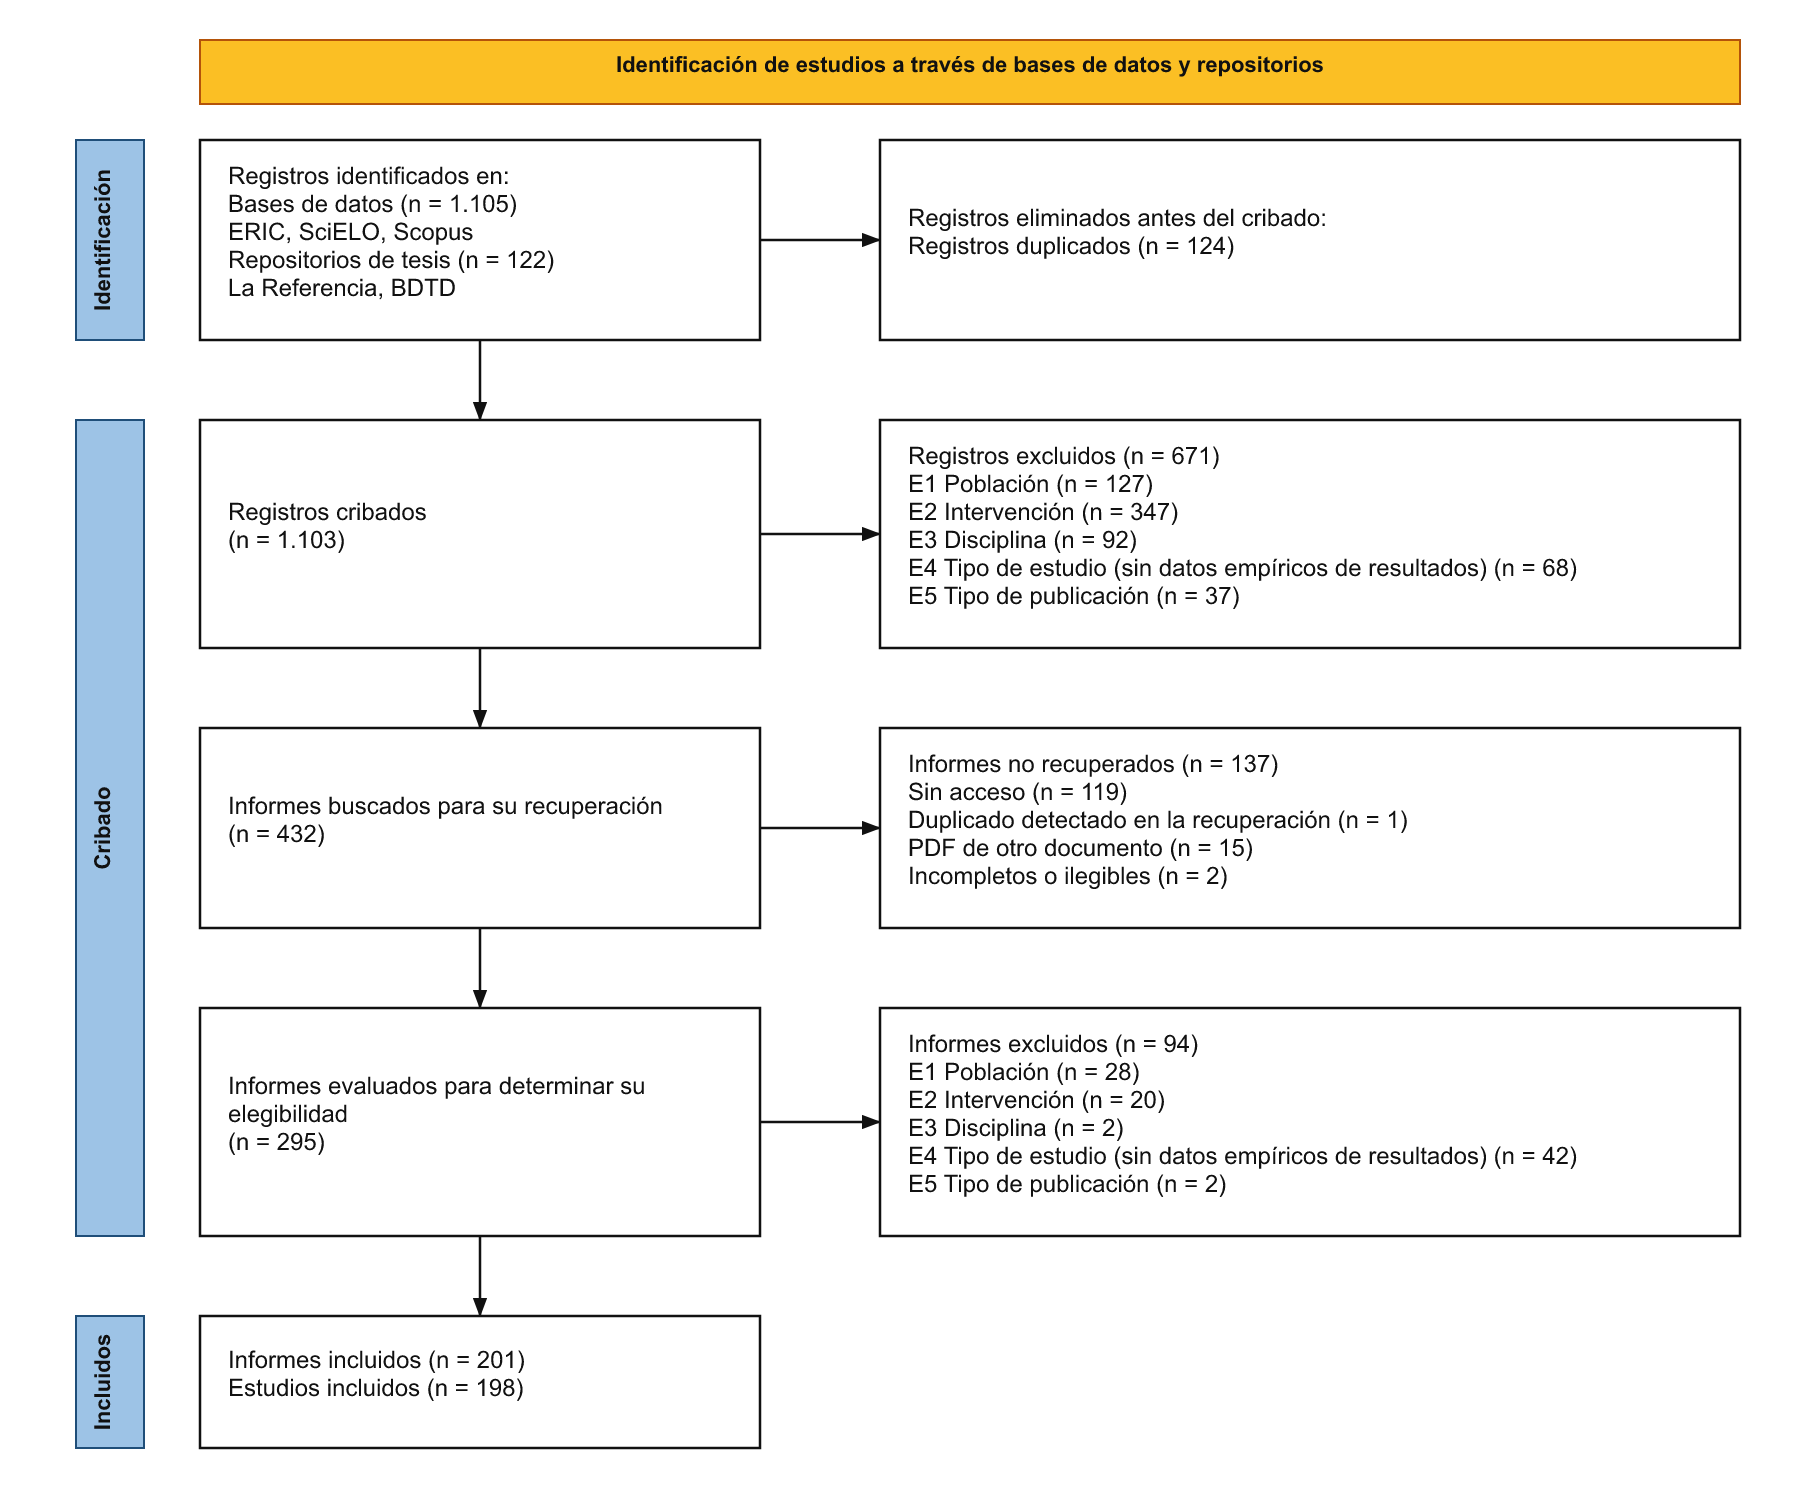 Identificación de estudios a través de bases de datos y repositorios
Identificación
Registros identificados en:
Bases de datos (n = 1.105)
ERIC, SciELO, Scopus
Repositorios de tesis (n = 122)
La Referencia, BDTD
Registros eliminados antes del cribado:
Registros duplicados (n = 124)
Cribado
Registros cribados
(n = 1.103)
Registros excluidos (n = 671)
E1 Población (n = 127)
E2 Intervención (n = 347)
E3 Disciplina (n = 92)
E4 Tipo de estudio (sin datos empíricos de resultados) (n = 68)
E5 Tipo de publicación (n = 37)
Informes buscados para su recuperación
(n = 432)
Informes no recuperados (n = 137)
Sin acceso (n = 119)
Duplicado detectado en la recuperación (n = 1)
PDF de otro documento (n = 15)
Incompletos o ilegibles (n = 2)
Informes evaluados para determinar su
elegibilidad
(n = 295)
Informes excluidos (n = 94)
E1 Población (n = 28)
E2 Intervención (n = 20)
E3 Disciplina (n = 2)
E4 Tipo de estudio (sin datos empíricos de resultados) (n = 42)
E5 Tipo de publicación (n = 2)
Incluidos
Informes incluidos (n = 201)
Estudios incluidos (n = 198)